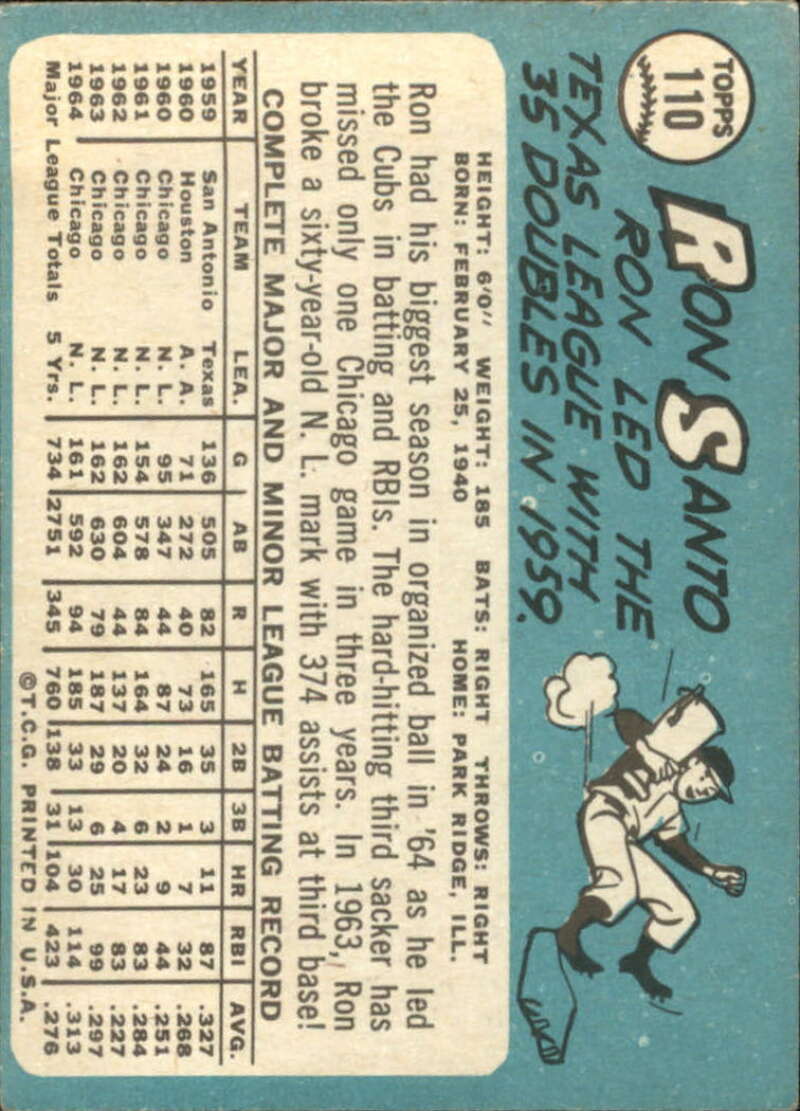 TOPPS
110
RON SANTO
RON LED THE
TEXAS LEAGUE WITH
35 DOUBLES IN 1959.
HEIGHT: 6'0" WEIGHT: 185 BATS: RIGHT THROWS: RIGHT
BORN: FEBRUARY 25, 1940 HOME: PARK RIDGE, ILL.
Ron had his biggest season in organized ball in '64 as he led
the Cubs in batting and RBIs. The hard-hitting third sacker has
missed only one Chicago game in three years. In 1963, Ron
broke a sixty-year-old N. L. mark with 374 assists at third base!
COMPLETE MAJOR AND MINOR LEAGUE BATTING RECORD
YEAR TEAM LEA. G AB R H 2B 3B HR RBI AVG.
1959 San Antonio Texas 136 505 82 165 35 3 11 87 .327
1960 Houston A. A. 71 272 40 73 16 1 7 32 .268
1960 Chicago N. L. 95 347 44 87 24 2 9 44 .251
1961 Chicago N. L. 154 578 84 164 32 6 23 83 .284
1962 Chicago N. L. 162 604 44 137 20 4 17 83 .227
1963 Chicago N. L. 162 630 79 187 29 6 25 99 .297
1964 Chicago N. L. 161 592 94 185 33 13 30 114 .313
Major League Totals 5 Yrs. 734 2751 345 760 138 31 104 423 .276
©T.C.G. PRINTED IN U.S.A.